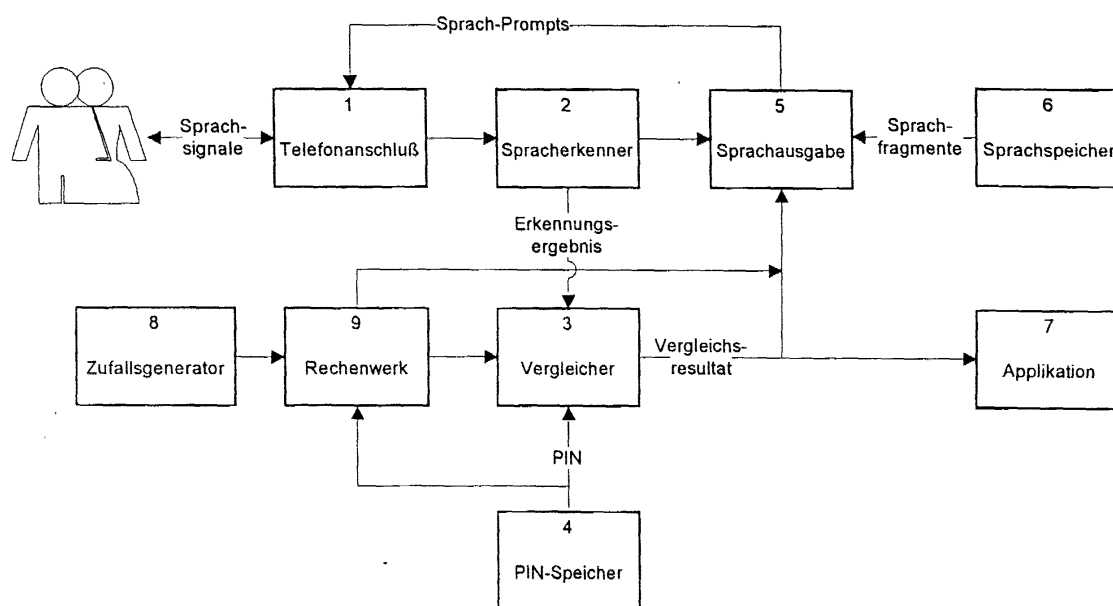 Sprach-Prompts
1
2
5
6
Sprach-
signale
Telefonanschluß
Spracherkenner
Sprachausgabe
Sprach-
fragmente
Sprachspeicher
Erkennungs-
ergebnis
8
9
3
7
Zufallsgenerator
Rechenwerk
Vergleicher
Vergleichs-
resultat
Applikation
PIN
4
PIN-Speicher